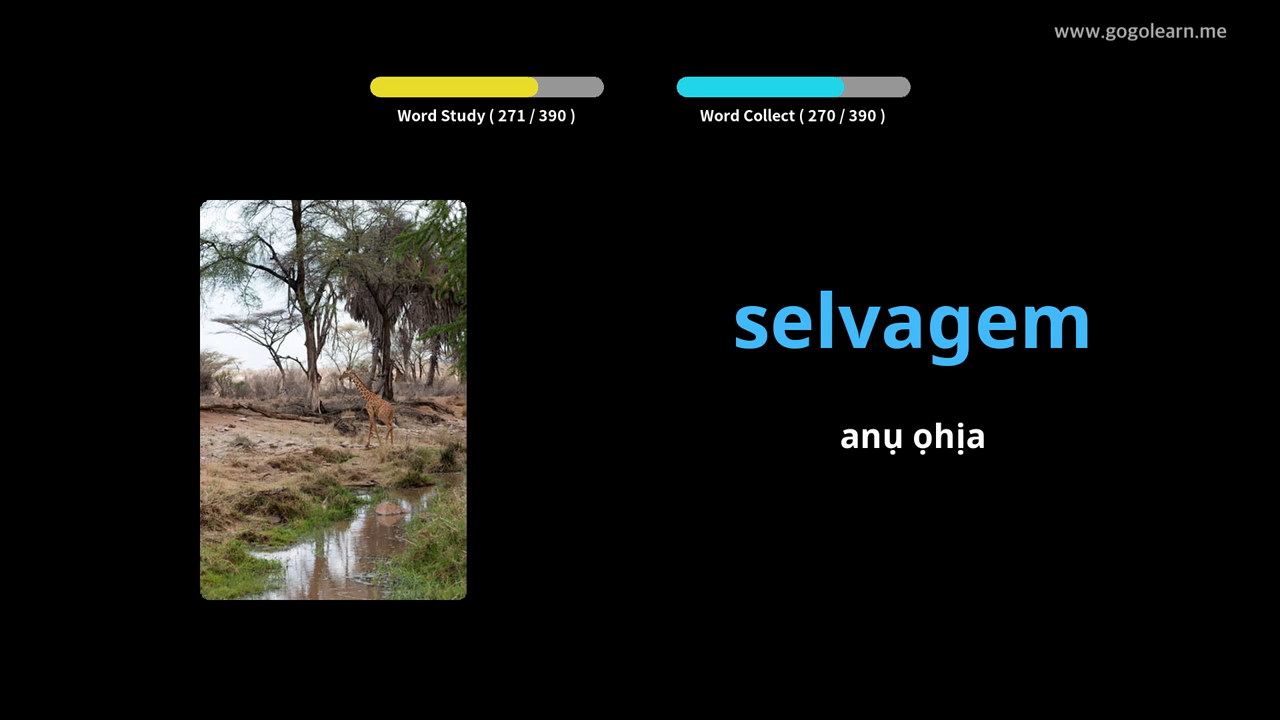 www.gogolearn.me
Word Study ( 271 / 390 )
Word Collect ( 270 / 390 )
selvagem
anụ ọhịa